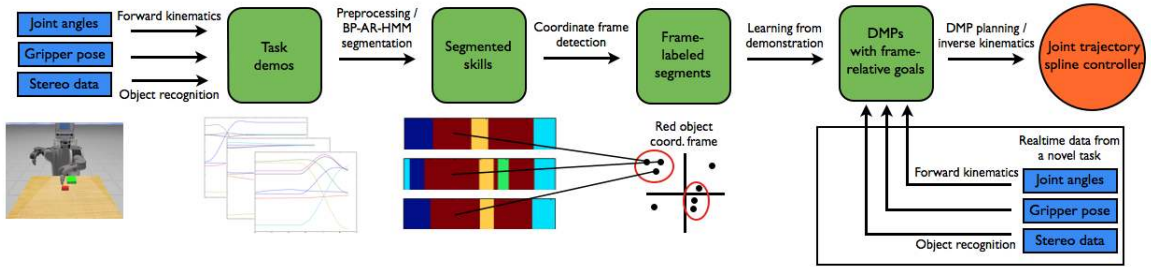 Joint angles
Gripper pose
Stereo data
Forward kinematics
Object recognition
Task
demos
Preprocessing /
BP-AR-HMM
segmentation
Segmented
skills
Coordinate frame
detection
Frame-
labeled
segments
Learning from
demonstration
DMPs
with frame-
relative goals
DMP planning /
inverse kinematics
Joint trajectory
spline controller
Red object
coord. frame
Realtime data from
a novel task
Forward kinematics
Joint angles
Gripper pose
Object recognition
Stereo data